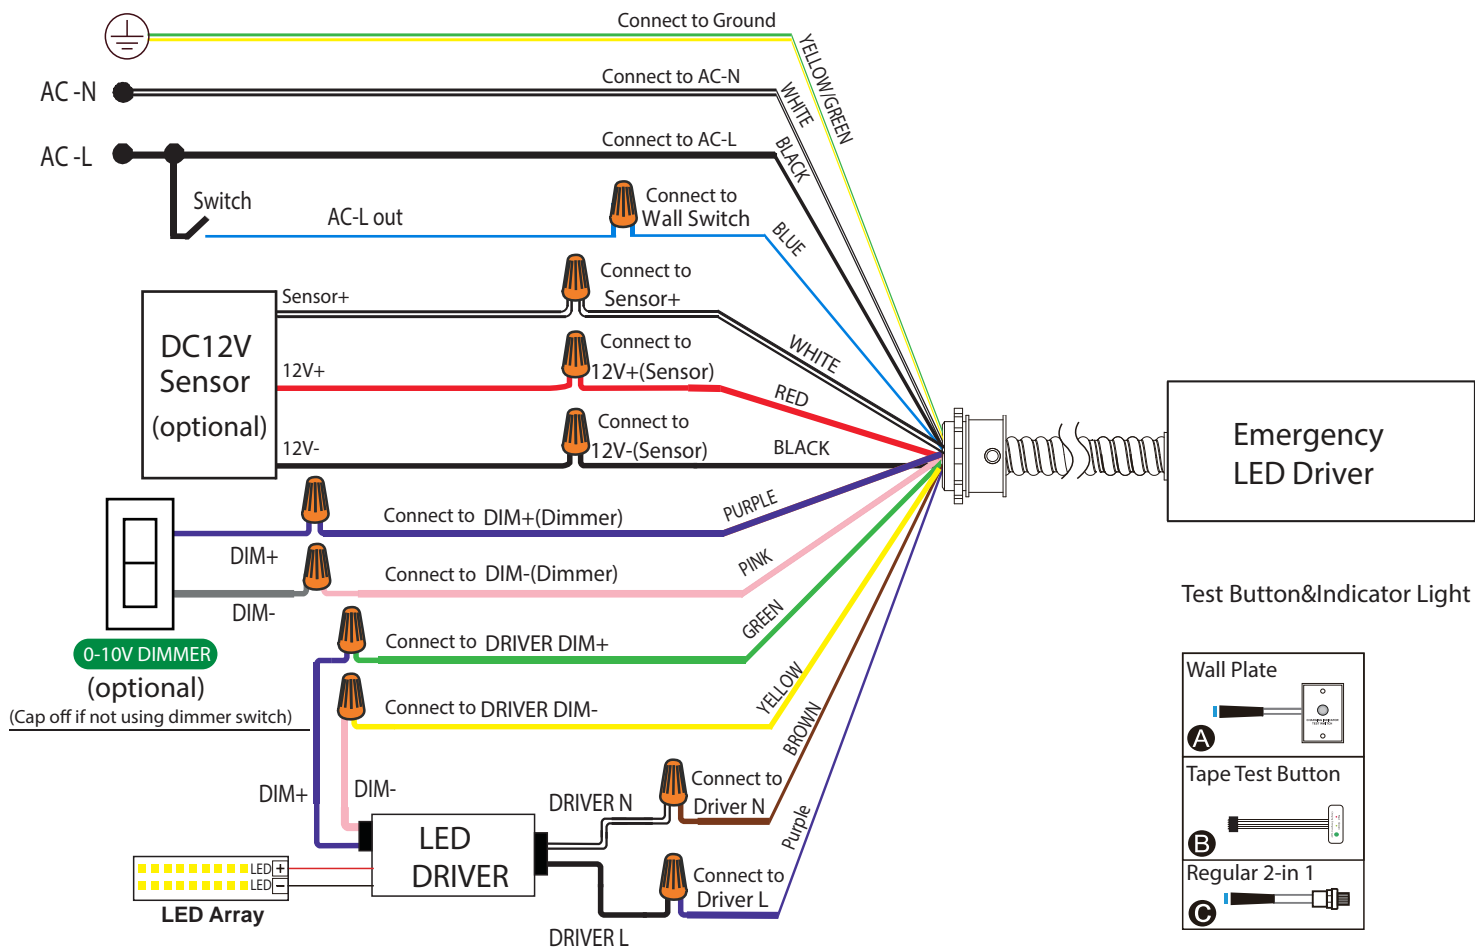 Connect to Ground
YELLOW/GREEN
AC -N
Connect to AC-N
WHITE
AC -L
Connect to AC-L
BLACK
Switch
AC-L out
Connect to
Wall Switch
BLUE
DC12V
Sensor
(optional)
Sensor+
Connect to
Sensor+
WHITE
12V+
Connect to
12V+(Sensor)
RED
12V-
Connect to
12V-(Sensor)
BLACK
Emergency
LED Driver
DIM+
Connect to DIM+(Dimmer)
PURPLE
DIM-
Connect to DIM-(Dimmer)
PINK
0-10V DIMMER
(optional)
(Cap off if not using dimmer switch)
Connect to DRIVER DIM+
GREEN
Connect to DRIVER DIM-
YELLOW
DIM+
DIM-
LED
DRIVER
DRIVER N
Connect to
Driver N
BROWN
DRIVER L
Connect to
Driver L
Purple
LED +
LED −
LED Array
Test Button&Indicator Light
Wall Plate
A
Tape Test Button
B
Regular 2-in 1
C